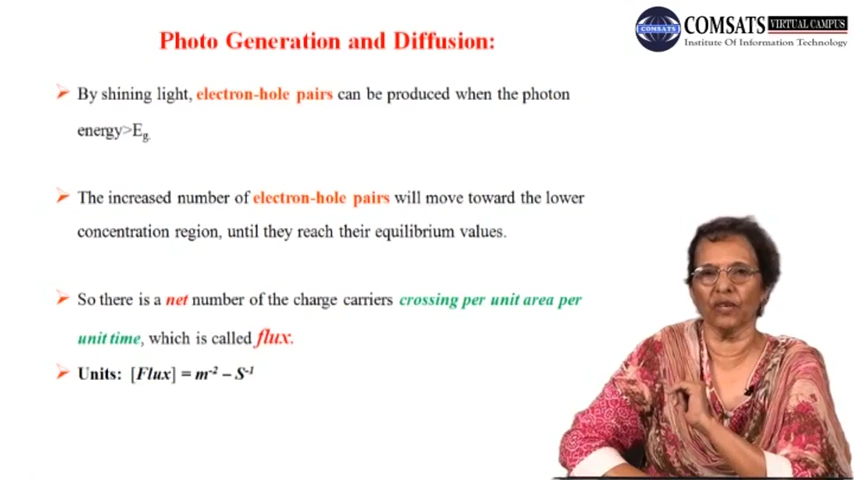 Photo Generation and Diffusion:
COMSATS VIRTUAL CAMPUS
COMSATS
Institute Of Information Technology
➢ By shining light, electron-hole pairs can be produced when the photon
energy>Eg.
➢ The increased number of electron-hole pairs will move toward the lower
concentration region, until they reach their equilibrium values.
➢ So there is a net number of the charge carriers crossing per unit area per
unit time, which is called flux.
➢ Units: [Flux] = m⁻² – S⁻¹